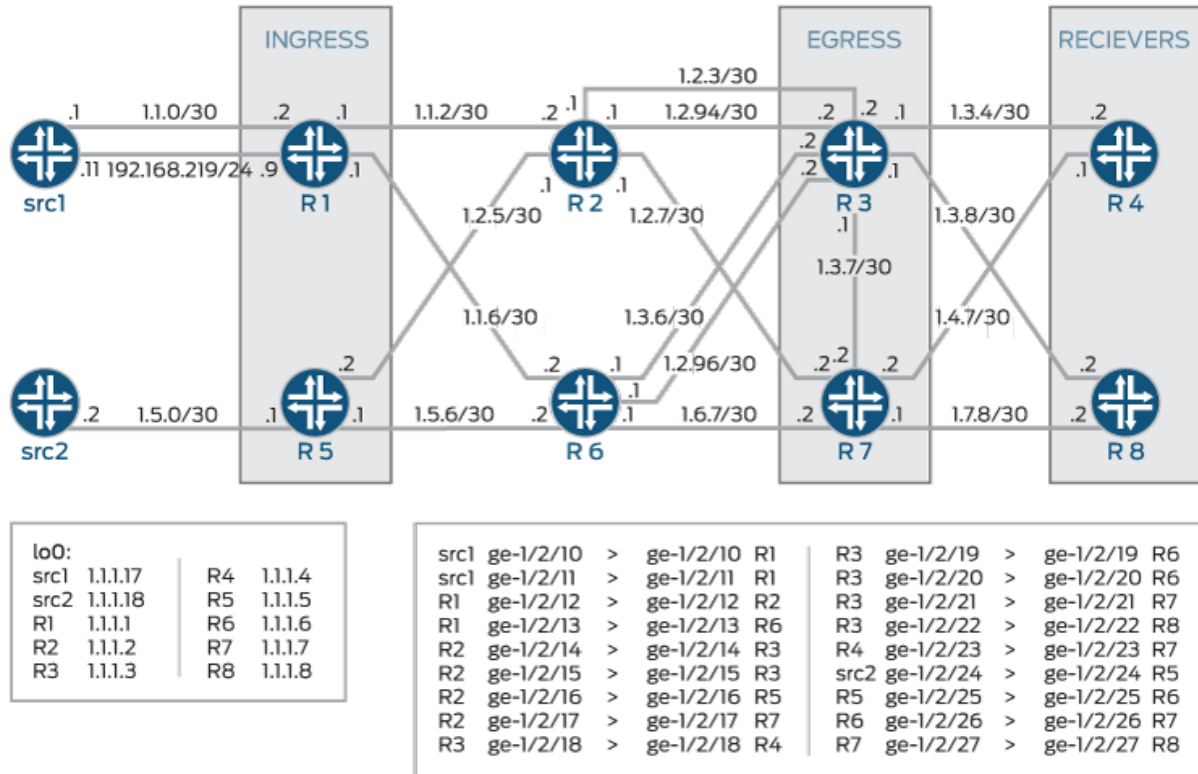 INGRESS
EGRESS
RECIEVERS
1.2.3/30
.1 1.1.0/30 .2 .1 1.1.2/30 .2 .1 .1 1.2.94/30 .2 .2 .1 1.3.4/30 .2
.11 192.168.219/24 .9 .1 .1 .1 .2 .2 .1 .1
src1 R 1 R 2 R 3 R 4
1.2.5/30 1.2.7/30 .1 1.3.8/30
1.3.7/30
1.1.6/30 1.3.6/30 1.4.7/30
.2 .2 .1 1.2.96/30 .2 .2 .2 .2
.2 1.5.0/30 .1 .1 1.5.6/30 .2 .1 .1 1.6.7/30 .2 .1 1.7.8/30 .2
src2 R 5 R 6 R 7 R 8
lo0:
src1 1.1.1.17 R4 1.1.1.4
src2 1.1.1.18 R5 1.1.1.5
R1 1.1.1.1 R6 1.1.1.6
R2 1.1.1.2 R7 1.1.1.7
R3 1.1.1.3 R8 1.1.1.8
src1 ge-1/2/10 > ge-1/2/10 R1 R3 ge-1/2/19 > ge-1/2/19 R6
src1 ge-1/2/11 > ge-1/2/11 R1 R3 ge-1/2/20 > ge-1/2/20 R6
R1 ge-1/2/12 > ge-1/2/12 R2 R3 ge-1/2/21 > ge-1/2/21 R7
R1 ge-1/2/13 > ge-1/2/13 R6 R3 ge-1/2/22 > ge-1/2/22 R8
R2 ge-1/2/14 > ge-1/2/14 R3 R4 ge-1/2/23 > ge-1/2/23 R7
R2 ge-1/2/15 > ge-1/2/15 R3 src2 ge-1/2/24 > ge-1/2/24 R5
R2 ge-1/2/16 > ge-1/2/16 R5 R5 ge-1/2/25 > ge-1/2/25 R6
R2 ge-1/2/17 > ge-1/2/17 R7 R6 ge-1/2/26 > ge-1/2/26 R7
R3 ge-1/2/18 > ge-1/2/18 R4 R7 ge-1/2/27 > ge-1/2/27 R8